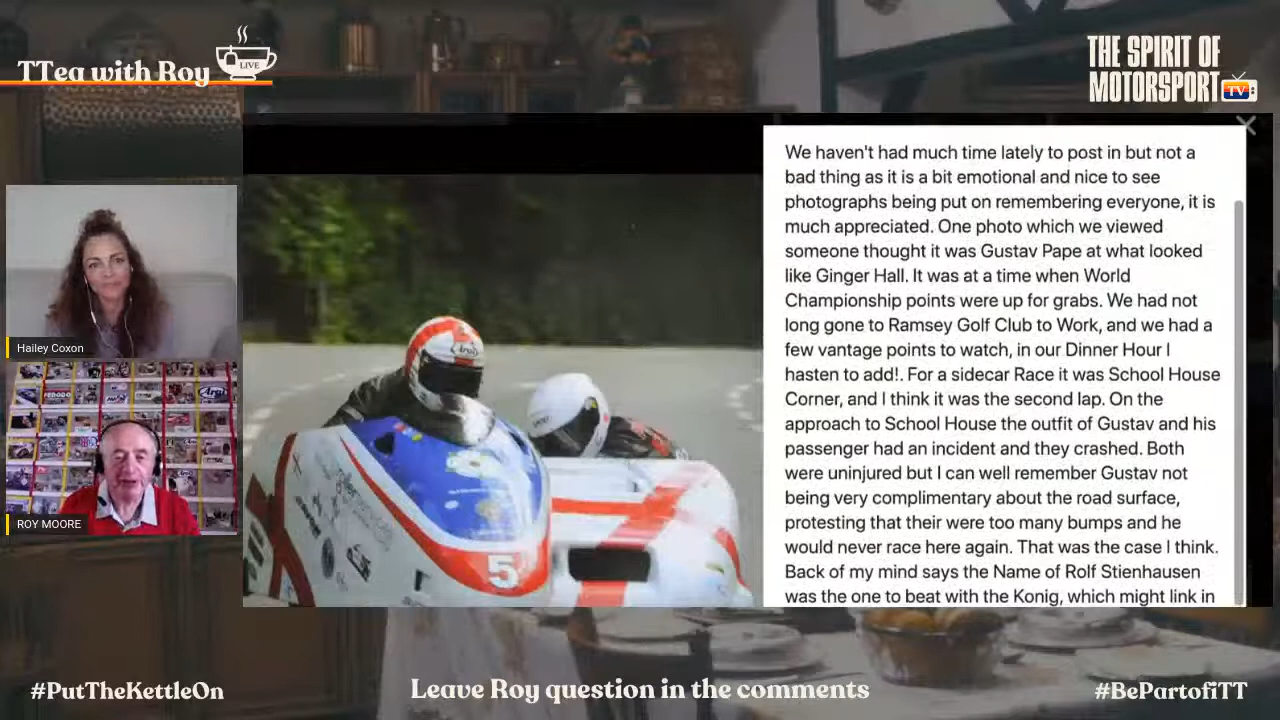 TTea with Roy
LIVE
THE SPIRIT OF
MOTORSPORT
TV
We haven't had much time lately to post in but not a
bad thing as it is a bit emotional and nice to see
photographs being put on remembering everyone, it is
much appreciated. One photo which we viewed
someone thought it was Gustav Pape at what looked
like Ginger Hall. It was at a time when World
Championship points were up for grabs. We had not
long gone to Ramsey Golf Club to Work, and we had a
few vantage points to watch, in our Dinner Hour I
hasten to add!. For a sidecar Race it was School House
Corner, and I think it was the second lap. On the
approach to School House the outfit of Gustav and his
passenger had an incident and they crashed. Both
were uninjured but I can well remember Gustav not
being very complimentary about the road surface,
protesting that their were too many bumps and he
would never race here again. That was the case I think.
Back of my mind says the Name of Rolf Stienhausen
was the one to beat with the Konig, which might link in
Hailey Coxon
FERODO
Arai
ROY MOORE
Arai
5
#PutTheKettleOn
Leave Roy question in the comments
#BePartofiTT